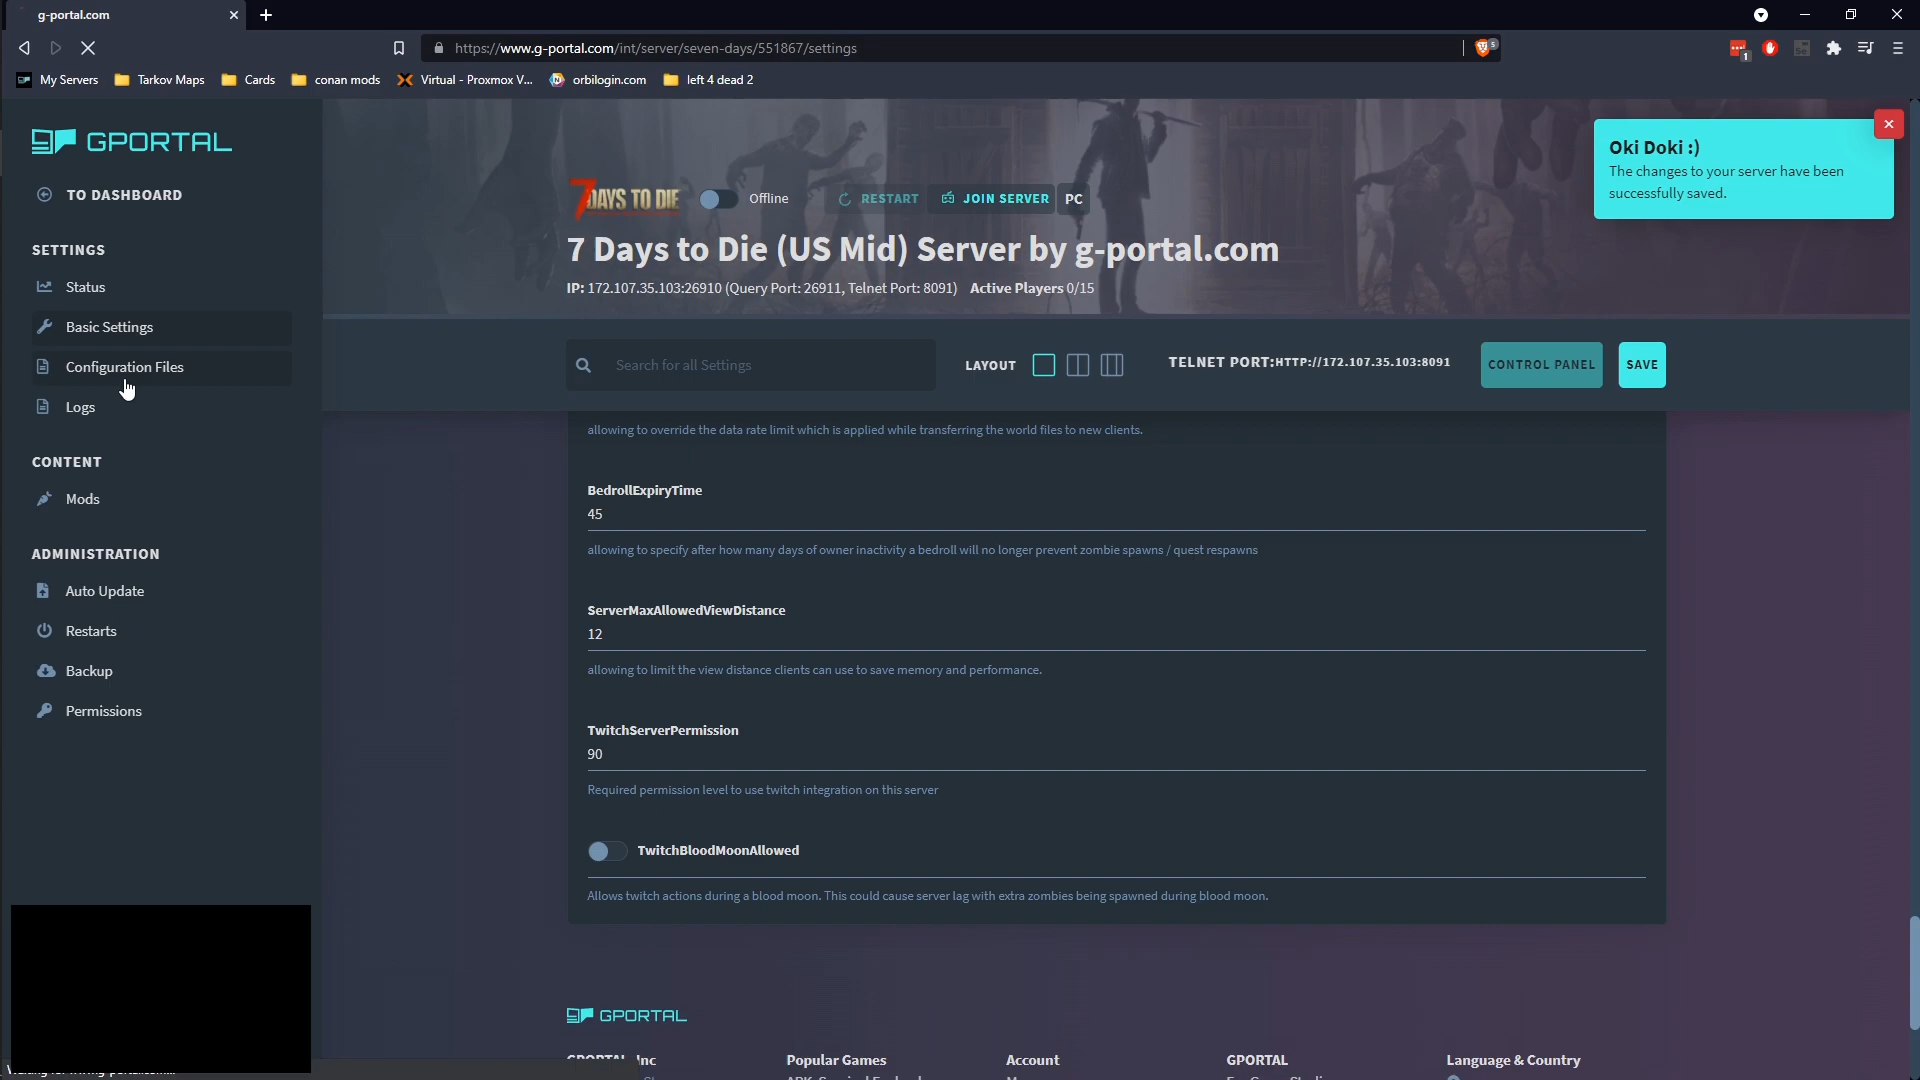 g-portal.com
https://www.g-portal.com/int/server/seven-days/551867/settings
5
1
My Servers
Tarkov Maps
Cards
conan mods
Virtual - Proxmox V...
orbilogin.com
left 4 dead 2
GPORTAL
TO DASHBOARD
SETTINGS
Status
Basic Settings
Configuration Files
Logs
CONTENT
Mods
ADMINISTRATION
Auto Update
Restarts
Backup
Permissions
7 DAYS TO DIE
Offline
RESTART
JOIN SERVER
PC
7 Days to Die (US Mid) Server by g-portal.com
IP: 172.107.35.103:26910 (Query Port: 26911, Telnet Port: 8091) Active Players 0/15
Oki Doki :)
The changes to your server have been
successfully saved.
Search for all Settings
LAYOUT
TELNET PORT:HTTP://172.107.35.103:8091
CONTROL PANEL
SAVE
allowing to override the data rate limit which is applied while transferring the world files to new clients.
BedrollExpiryTime
45
allowing to specify after how many days of owner inactivity a bedroll will no longer prevent zombie spawns / quest respawns
ServerMaxAllowedViewDistance
12
allowing to limit the view distance clients can use to save memory and performance.
TwitchServerPermission
90
Required permission level to use twitch integration on this server
TwitchBloodMoonAllowed
Allows twitch actions during a blood moon. This could cause server lag with extra zombies being spawned during blood moon.
GPORTAL
Inc
Popular Games
Account
GPORTAL
Language & Country